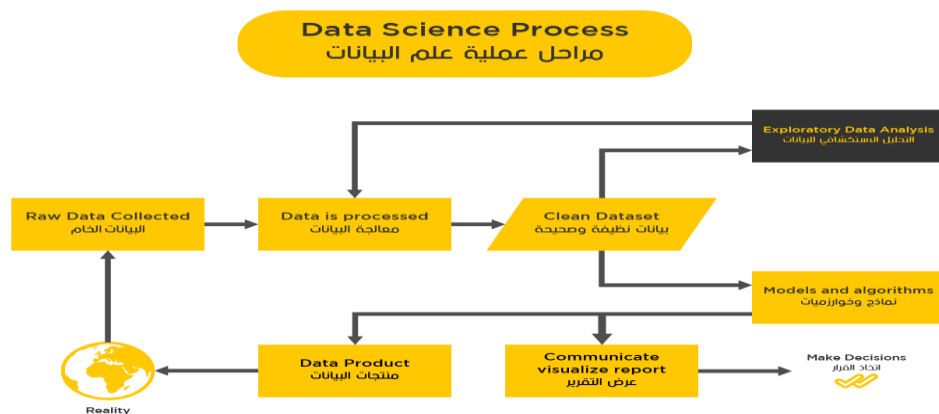 Data Science Process
مراحل عملية علم البيانات
Exploratory Data Analysis
التحليل الاستكشافي للبيانات
Raw Data Collected
البيانات الخام
Data is processed
معالجة البيانات
Clean Dataset
بيانات نظيفة وصحيحة
Models and algorithms
نماذج وخوارزميات
Data Product
منتجات البيانات
Communicate
visualize report
عرض التقرير
Make Decisions
اتخاذ القرار
Reality